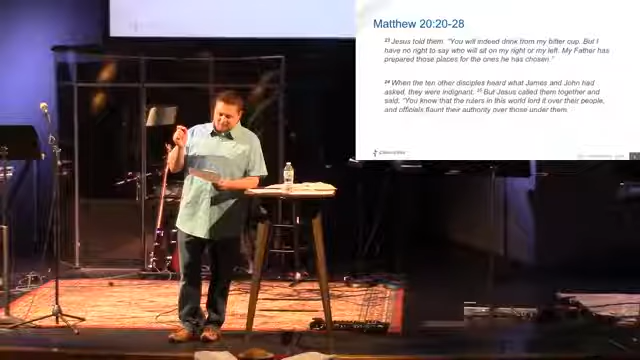 Matthew 20:20-28
23 Jesus told them. "You will indeed drink from my bitter cup. But I
have no right to say who will sit on my right or my left. My Father has
prepared those places for the ones he has chosen."
24 When the ten other disciples heard what James and John had
asked, they were indignant. 25 But Jesus called them together and
said, "You know that the rulers in this world lord it over their people,
and officials flaunt their authority over those under them.